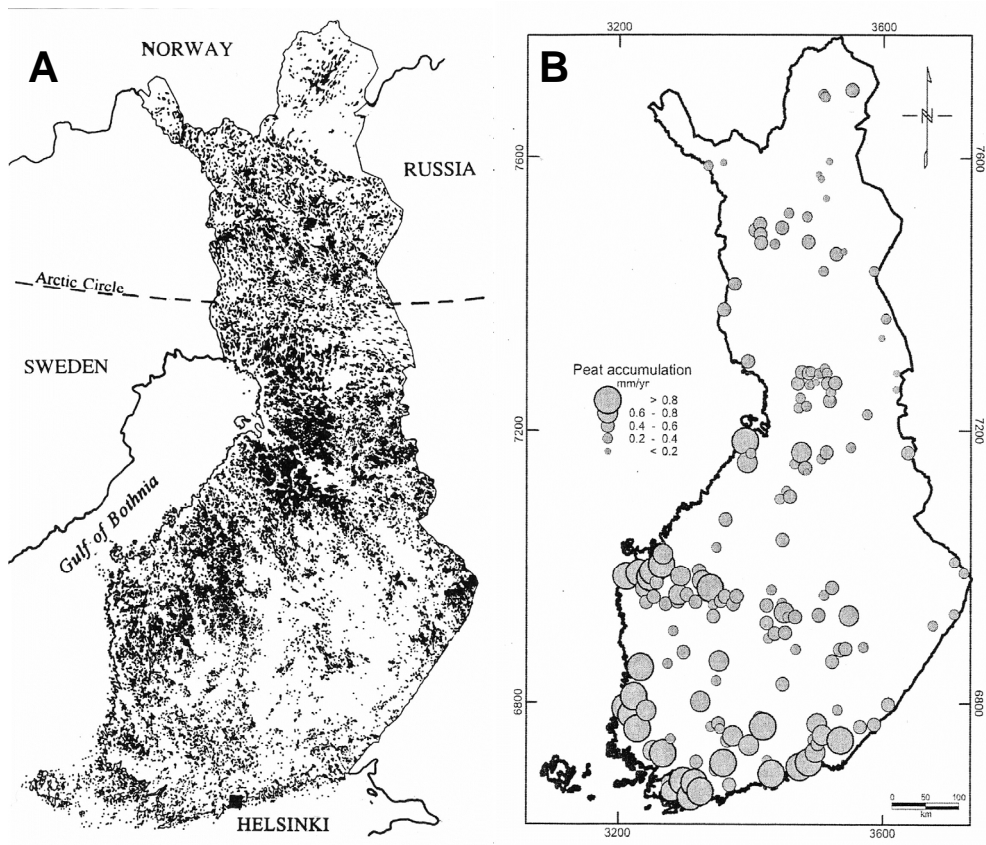 A
NORWAY
RUSSIA
Arctic Circle
SWEDEN
Gulf of Bothnia
HELSINKI
B
3200
3600
N
7600
7600
Peat accumulation
mm/yr
> 0.8
0.6 - 0.8
0.4 - 0.6
0.2 - 0.4
< 0.2
7200
7200
6800
6800
0 50 100
km
3200
3600